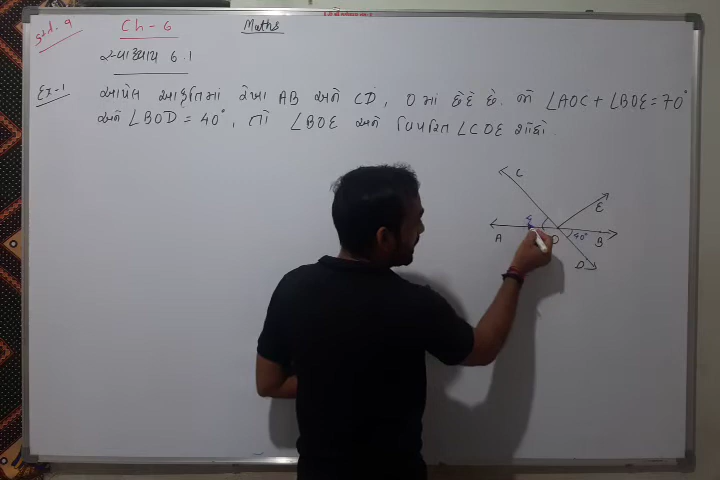 Std. 9
Ch-6
Maths
સ્વાધ્યાય 6.1
Ex-1
આપેલ આકૃતિમાં રેખા AB અને CD, O માં છેદે છે. જો ∠AOC + ∠BOE = 70°
અને ∠BOD = 40°, તો ∠BOE અને વિપરિત ∠COE શોધો.
C
E
A
O
40°
B
D